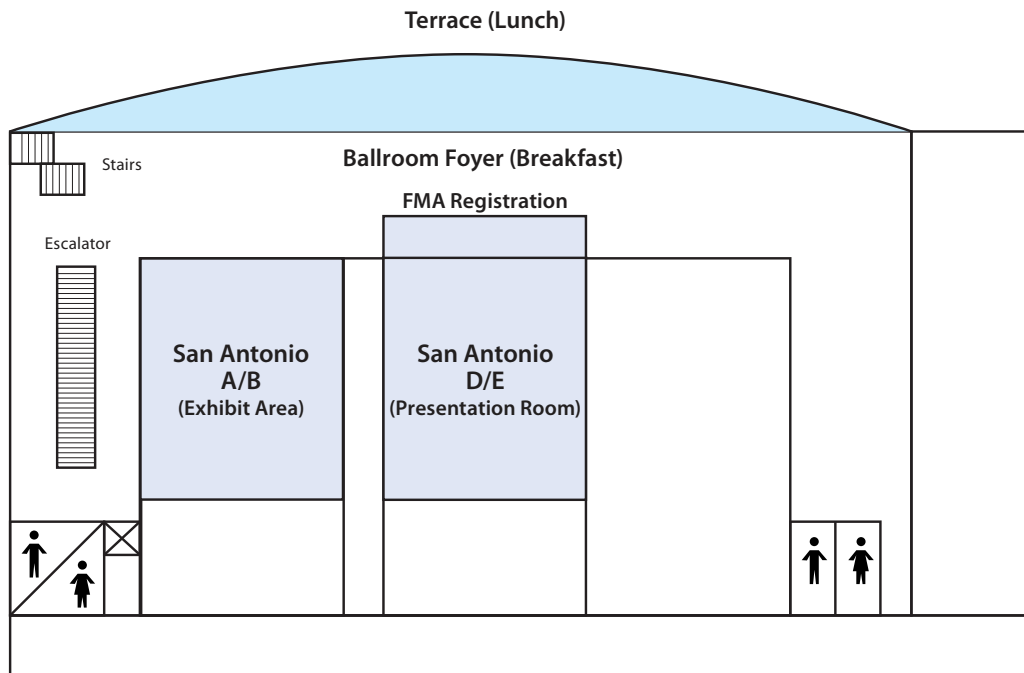 Terrace (Lunch)
Stairs
Ballroom Foyer (Breakfast)
FMA Registration
Escalator
San Antonio
A/B
(Exhibit Area)
San Antonio
D/E
(Presentation Room)